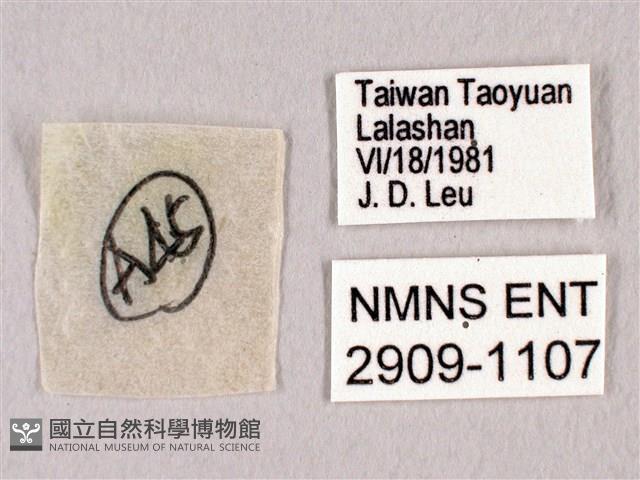 Taiwan Taoyuan
Lalashan
VI/18/1981
J. D. Leu
NMNS ENT
2909-1107
國立自然科學博物館
NATIONAL MUSEUM OF NATURAL SCIENCE